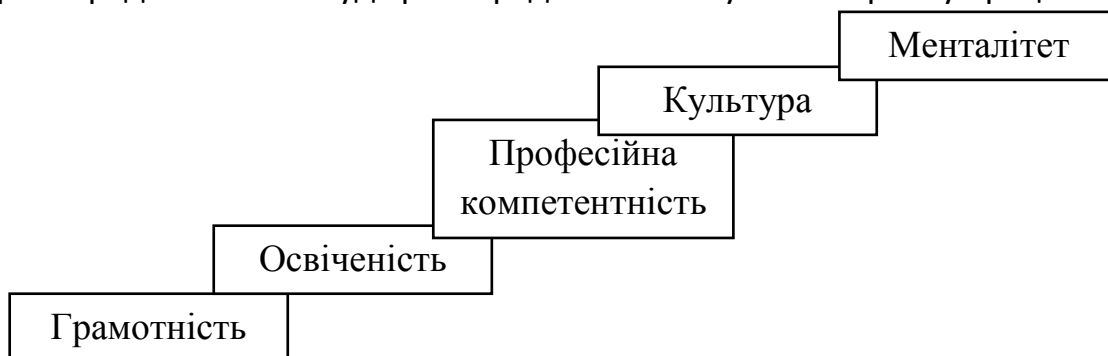 Менталітет
Культура
Професійна
компетентність
Освіченість
Грамотність